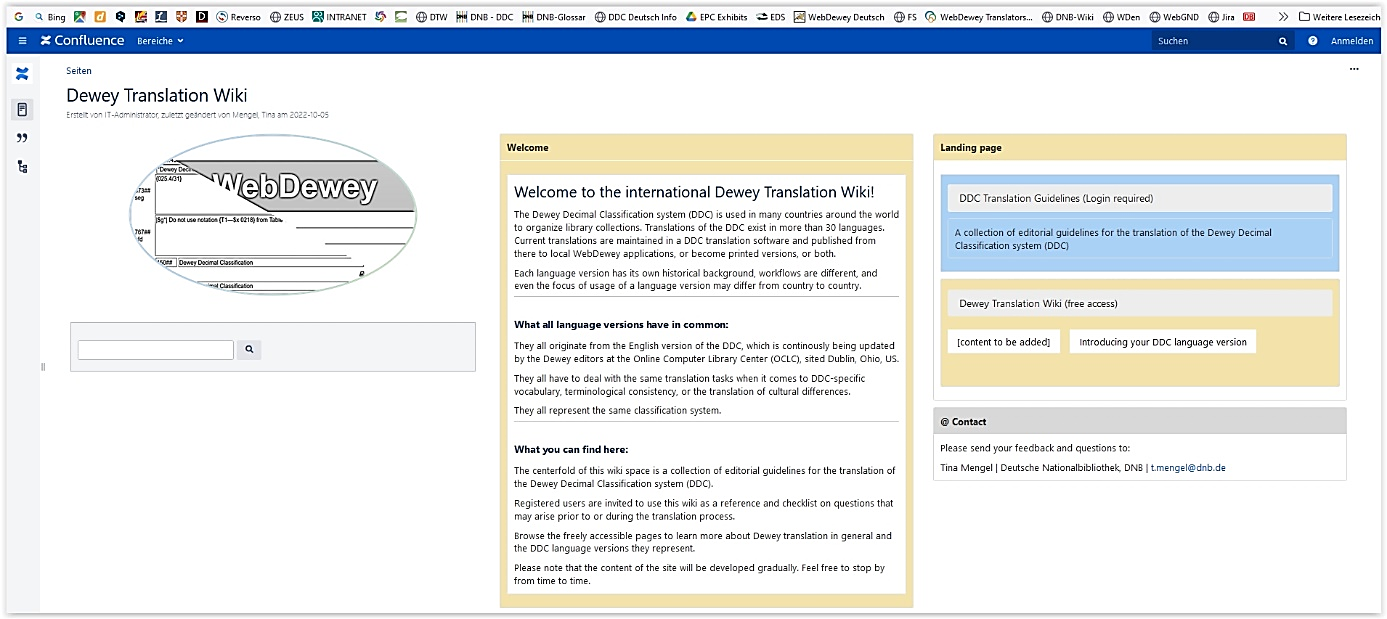 Bing
Reverso
ZEUS
INTRANET
DTW
DNB - DDC
DNB-Glossar
DDC Deutsch Info
EPC Exhibits
EDS
WebDewey Deutsch
FS
WebDewey Translators...
DNB-Wiki
WDen
WebGND
Jira
DB
Weitere Lesezeich
Confluence
Bereiche
Suchen
Anmelden
Seiten
Dewey Translation Wiki
Erstellt von IT-Administrator, zuletzt geändert von Mengel, Tina am 2022-10-05
WebDewey
(025.4/31)
seg
[Sg*] Do not use notation (T1—Sx 0218) from Table
Dewey Decimal Classification
Welcome
Welcome to the international Dewey Translation Wiki!
The Dewey Decimal Classification system (DDC) is used in many countries around the world
to organize library collections. Translations of the DDC exist in more than 30 languages.
Current translations are maintained in a DDC translation software and published from
there to local WebDewey applications, or become printed versions, or both.
Each language version has its own historical background, workflows are different, and
even the focus of usage of a language version may differ from country to country.
What all language versions have in common:
They all originate from the English version of the DDC, which is continously being updated
by the Dewey editors at the Online Computer Library Center (OCLC), sited Dublin, Ohio, US.
They all have to deal with the same translation tasks when it comes to DDC-specific
vocabulary, terminological consistency, or the translation of cultural differences.
They all represent the same classification system.
What you can find here:
The centerfold of this wiki space is a collection of editorial guidelines for the translation of
the Dewey Decimal Classification system (DDC).
Registered users are invited to use this wiki as a reference and checklist on questions that
may arise prior to or during the translation process.
Browse the freely accessible pages to learn more about Dewey translation in general and
the DDC language versions they represent.
Please note that the content of the site will be developed gradually. Feel free to stop by
from time to time.
Landing page
DDC Translation Guidelines (Login required)
A collection of editorial guidelines for the translation of the Dewey Decimal
Classification system (DDC)
Dewey Translation Wiki (free access)
[content to be added]
Introducing your DDC language version
@ Contact
Please send your feedback and questions to:
Tina Mengel | Deutsche Nationalbibliothek, DNB | t.mengel@dnb.de